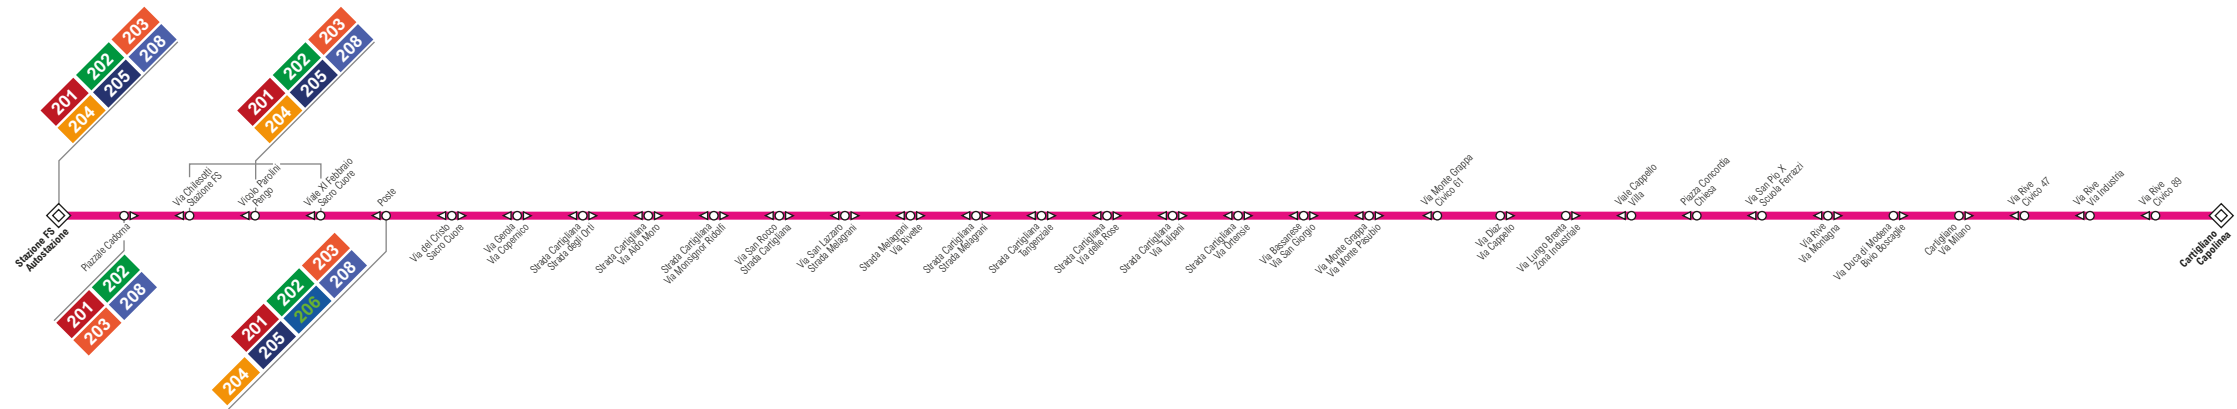 203
202
208
201
205
204
203
202
208
201
205
204
Stazione FS
Autostazione
Piazzale Cadorna
201
202
203
208
Via Chilesotti
Stazione FS
Vicolo Parolini
Perigo
Viale XI Febbraio
Sacro Cuore
Poste
203
202
208
201
206
205
204
Via del Cristo
Sacro Cuore
Via Gerola
Via Copernico
Strada Cartigliana
Strada degli Orti
Strada Cartigliana
Via Aldo Moro
Strada Cartigliana
Via Monsignor Ridolfi
Via San Rocco
Strada Cartigliana
Via San Lazzaro
Strada Melagrani
Strada Melagrani
Via Rivette
Strada Cartigliana
Strada Melagrani
Strada Cartigliana
Tangenziale
Strada Cartigliana
Via delle Rose
Strada Cartigliana
Via Tulipani
Strada Cartigliana
Via Ortensie
Via Bassanese
Via San Giorgio
Via Monte Grappa
Via Monte Pasubio
Via Monte Grappa
Civico 61
Via Diaz
Via Cappello
Via Lungo Brenta
Zona Industriale
Viale Cappello
Villa
Piazza Concordia
Chiesa
Via San Pio X
Scuola Ferrazzi
Via Rive
Via Montagna
Via Duca di Modena
Bivio Boscaglie
Cartigliano
Via Milano
Via Rive
Civico 47
Via Rive
Via Industria
Via Rive
Civico 89
Cartigliano
Capolinea